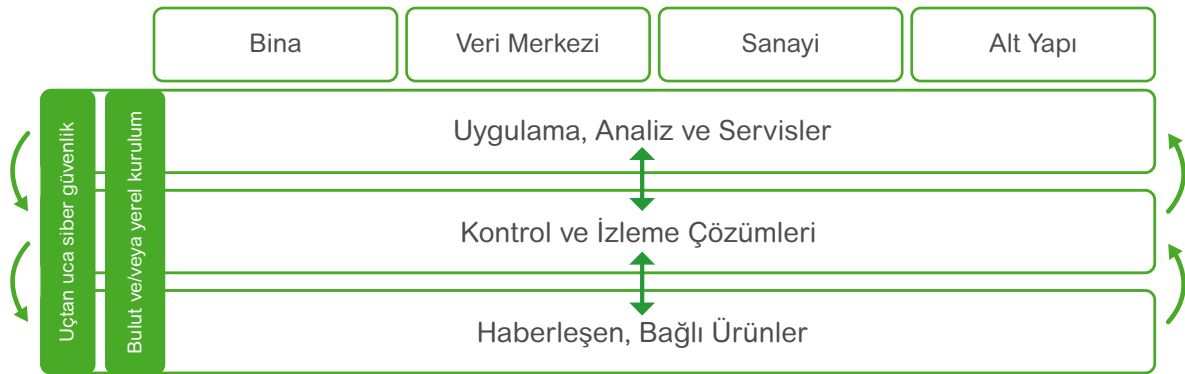 Bina
Veri Merkezi
Sanayi
Alt Yapı
Uçtan uca siber güvenlik
Bulut ve/veya yerel kurulum
Uygulama, Analiz ve Servisler
Kontrol ve İzleme Çözümleri
Haberleşen, Bağlı Ürünler